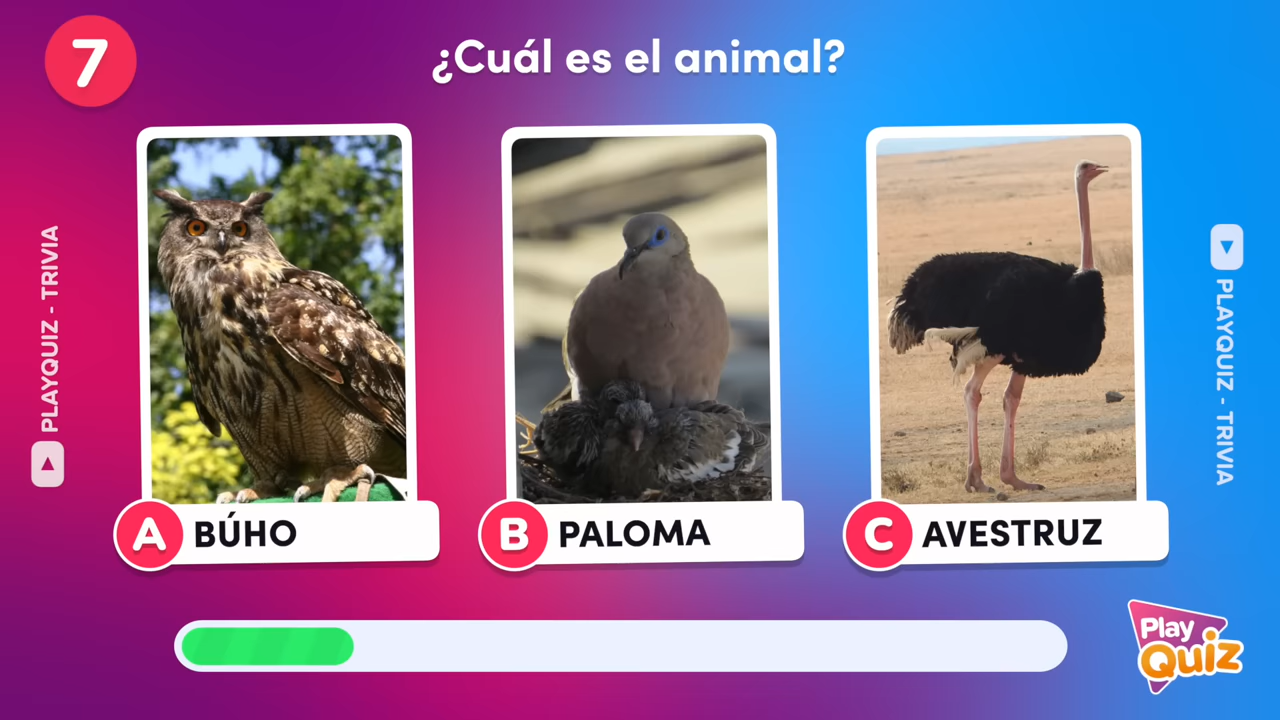 7
¿Cuál es el animal?
PLAYQUIZ - TRIVIA
PLAYQUIZ - TRIVIA
A BÚHO
B PALOMA
C AVESTRUZ
Play
Quiz